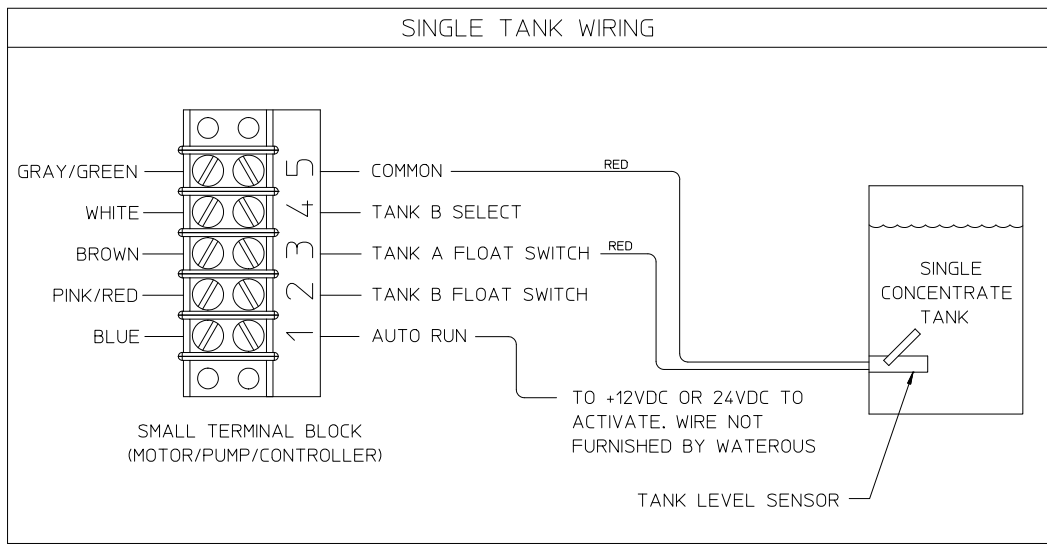 SINGLE TANK WIRING
GRAY/GREEN
5
COMMON
RED
WHITE
4
TANK B SELECT
BROWN
3
TANK A FLOAT SWITCH
RED
PINK/RED
2
TANK B FLOAT SWITCH
BLUE
1
AUTO RUN
SINGLE
CONCENTRATE
TANK
TO +12VDC OR 24VDC TO
ACTIVATE. WIRE NOT
FURNISHED BY WATEROUS
SMALL TERMINAL BLOCK
(MOTOR/PUMP/CONTROLLER)
TANK LEVEL SENSOR